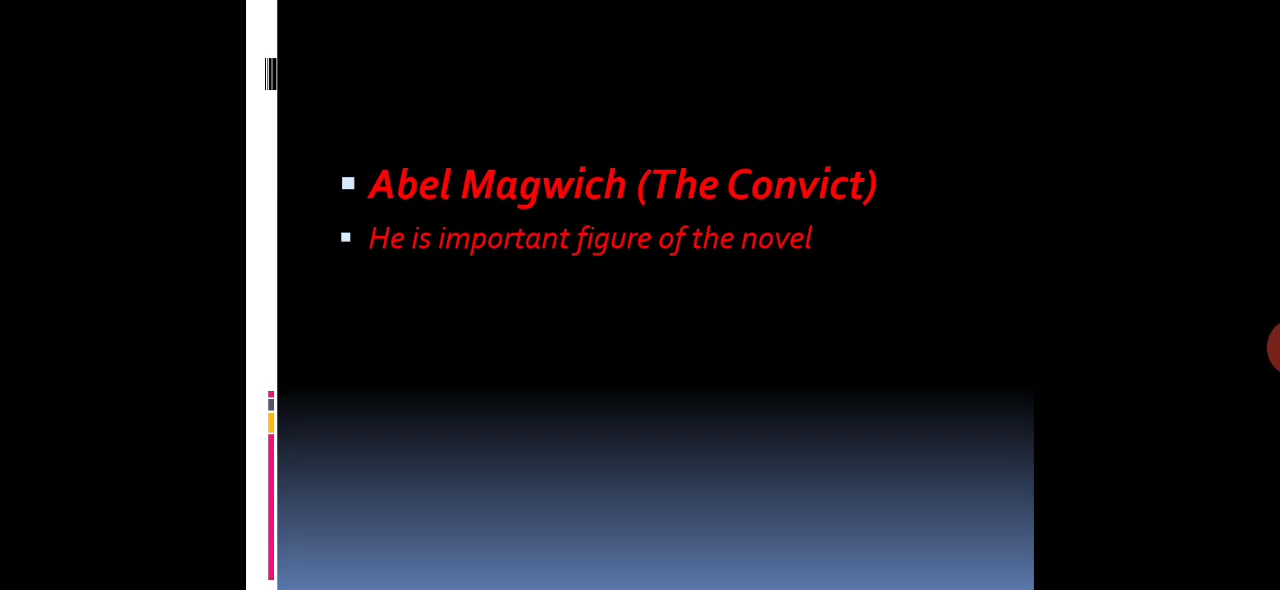 Abel Magwich (The Convict)
He is important figure of the novel